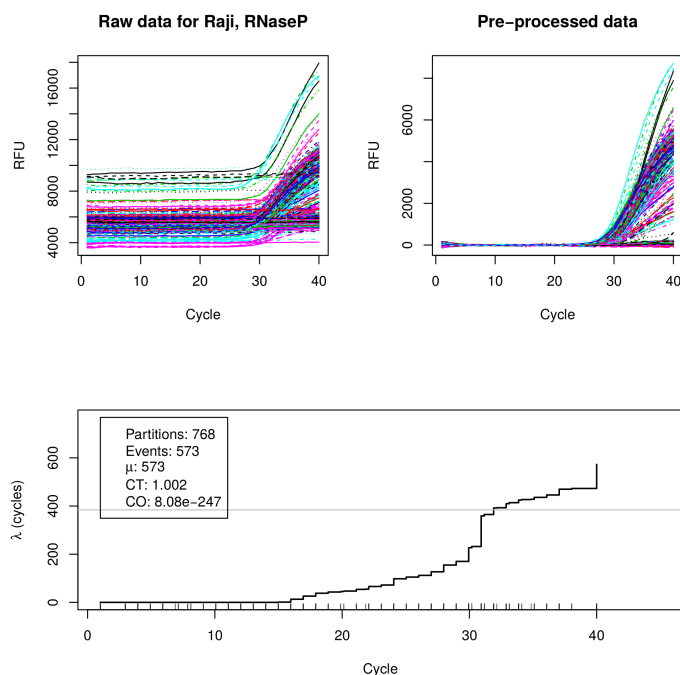 Raw data for Raji, RNaseP
Pre−processed data
RFU
4000
8000
12000
16000
0
10
20
30
40
Cycle
RFU
0
2000
6000
0
10
20
30
40
Cycle
Partitions: 768
Events: 573
μ: 573
CT: 1.002
CO: 8.08e−247
λ (cycles)
0
200
400
600
0
10
20
30
40
Cycle